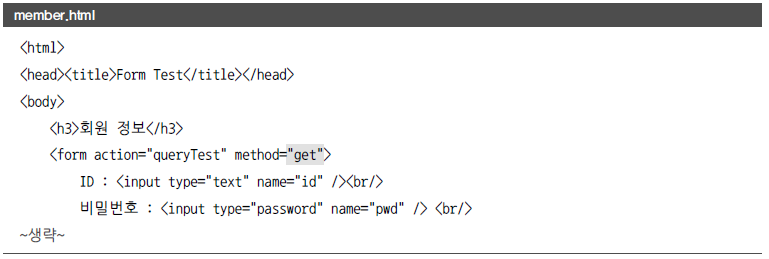 member.html
<html>
<head><title>Form Test</title></head>
<body>
<h3>회원 정보</h3>
<form action="queryTest" method="get">
ID : <input type="text" name="id" /><br/>
비밀번호 : <input type="password" name="pwd" /> <br/>
~생략~